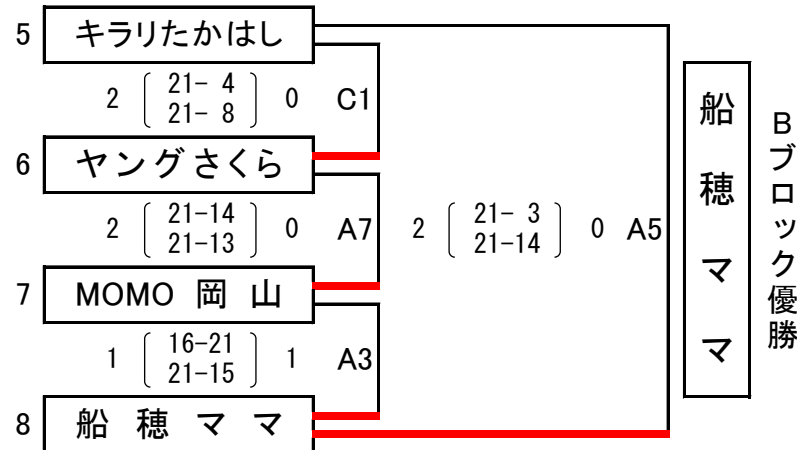 5 キラリたかはし
2 ( 21- 4 21- 8 ) 0 C1
6 ヤングさくら
2 ( 21-14 21-13 ) 0 A7
2 ( 21- 3 21-14 ) 0 A5
7 MOMO 岡 山
1 ( 16-21 21-15 ) 1 A3
8 船 穂 マ マ
船穂ママ
Bブロック優勝